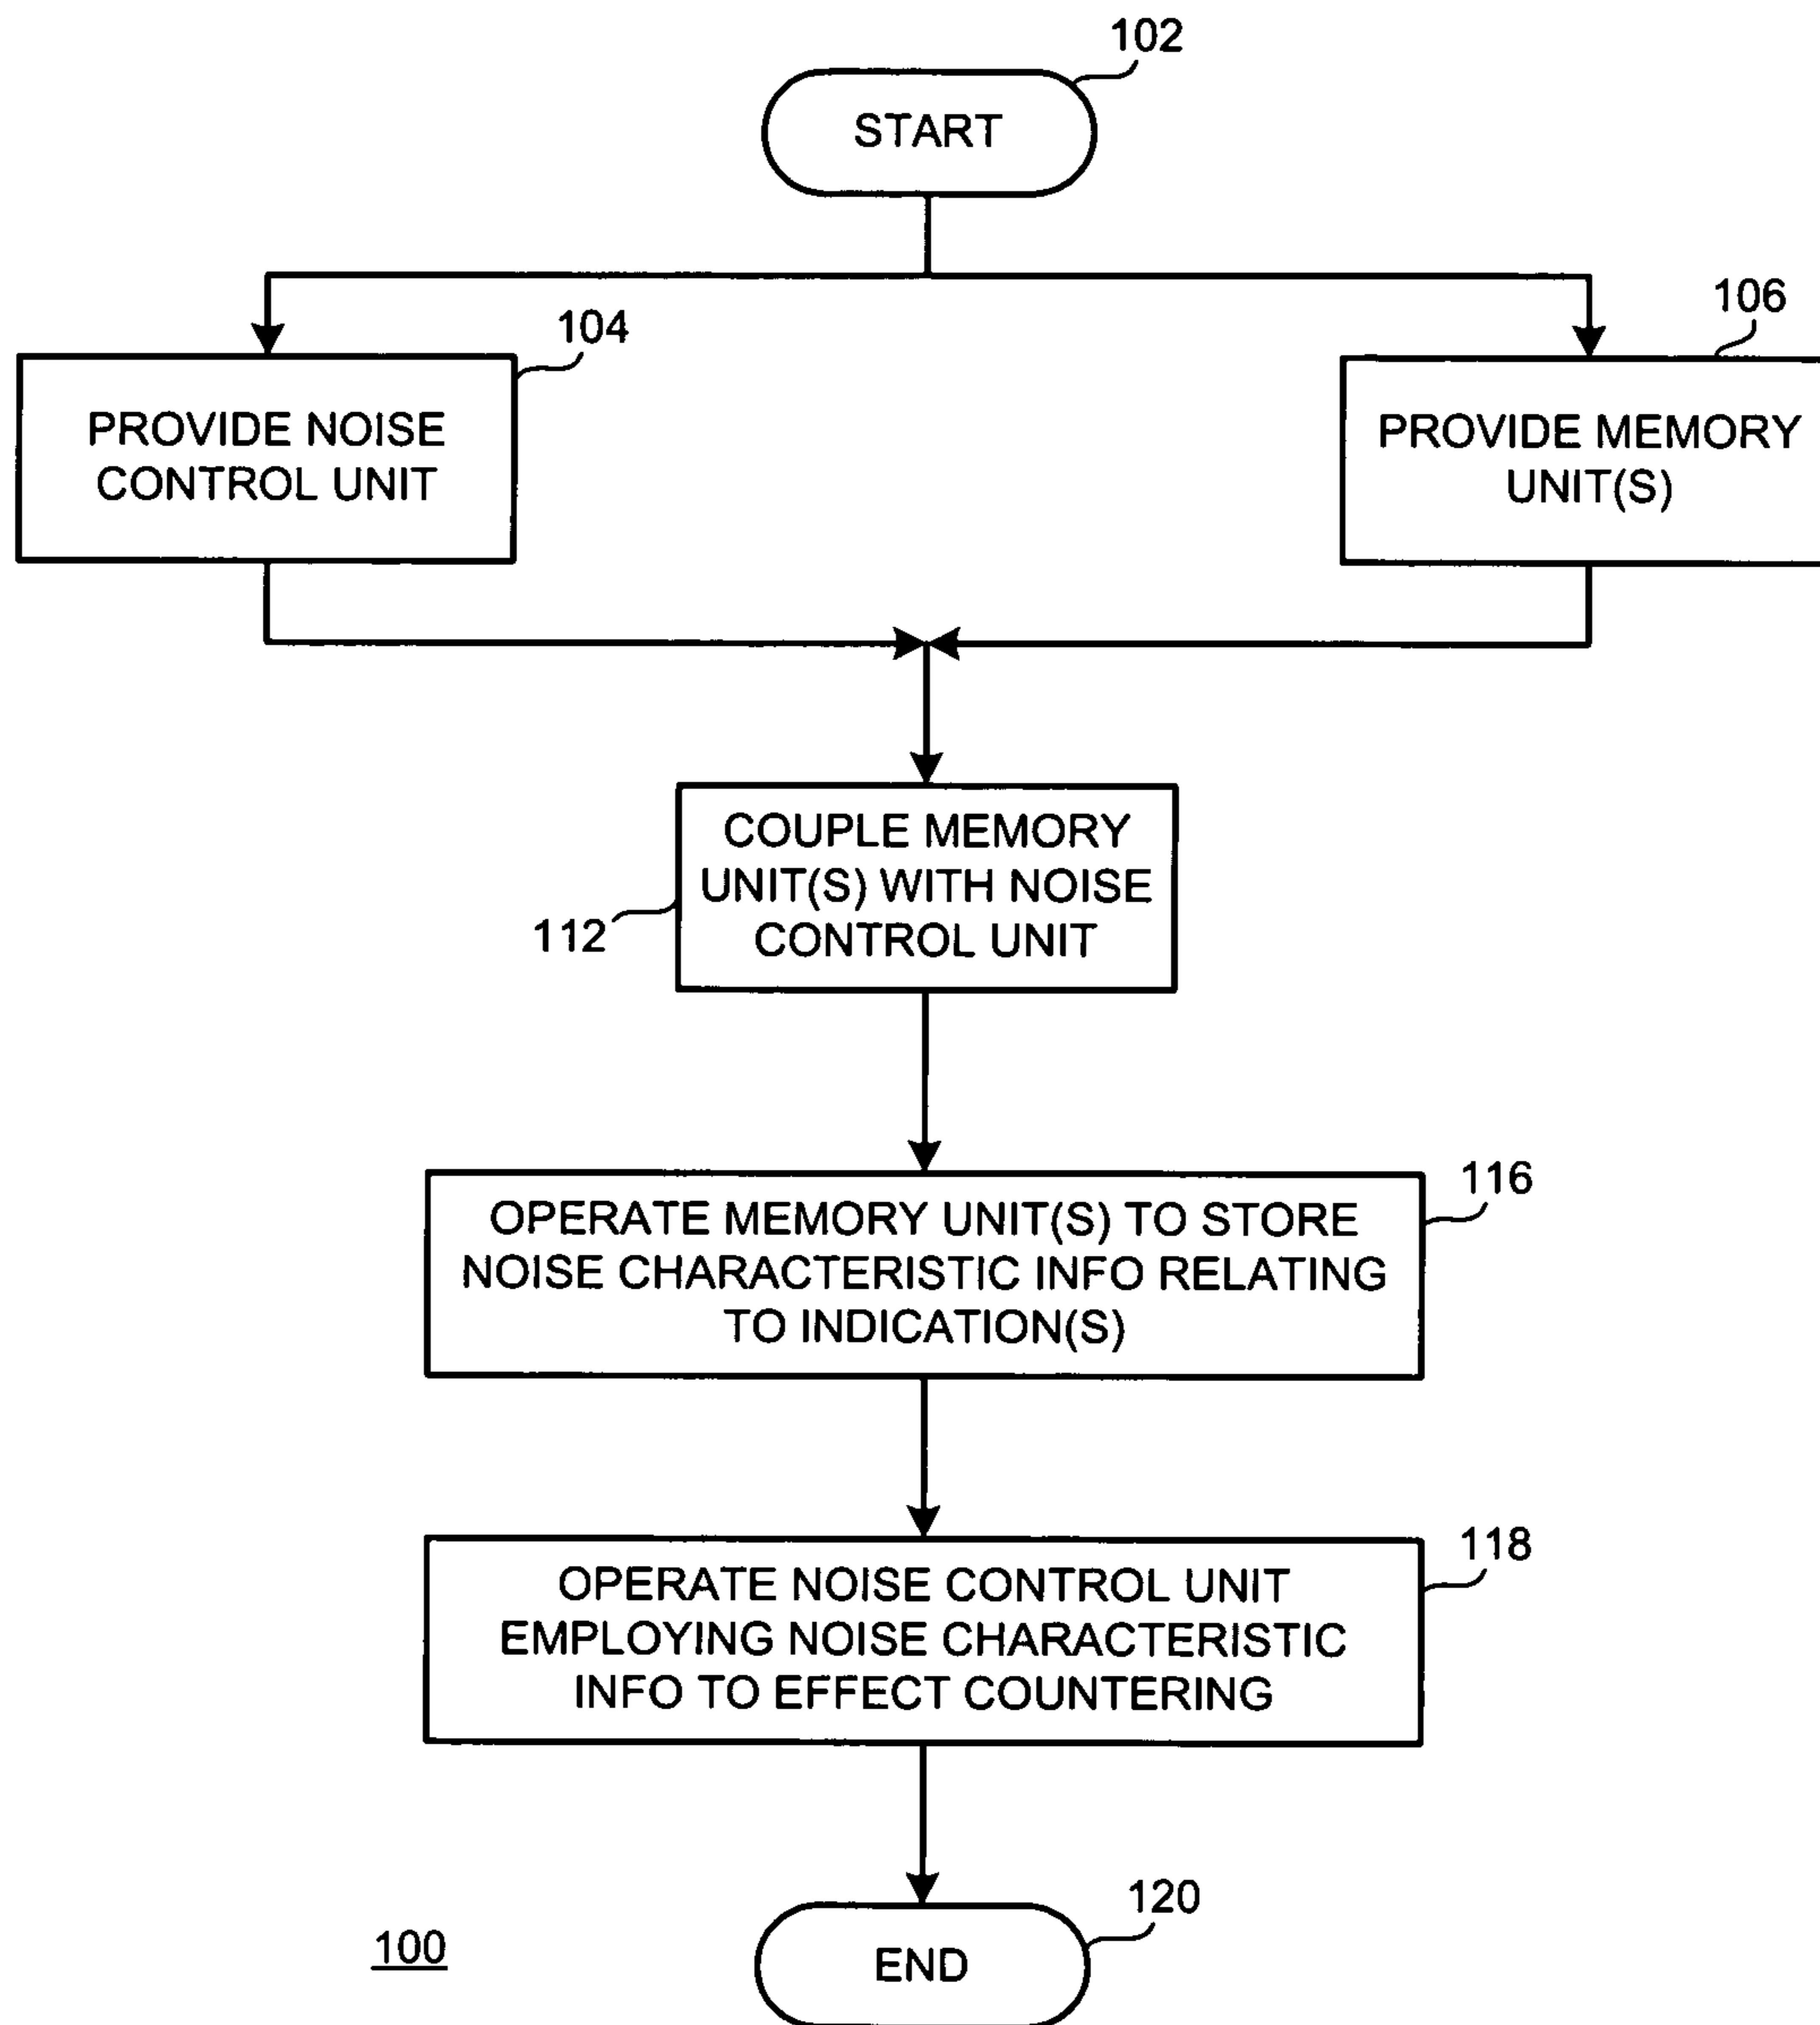 102
START
104
106
PROVIDE NOISE
CONTROL UNIT
PROVIDE MEMORY
UNIT(S)
COUPLE MEMORY
UNIT(S) WITH NOISE
CONTROL UNIT
112
116
OPERATE MEMORY UNIT(S) TO STORE
NOISE CHARACTERISTIC INFO RELATING
TO INDICATION(S)
118
OPERATE NOISE CONTROL UNIT
EMPLOYING NOISE CHARACTERISTIC
INFO TO EFFECT COUNTERING
120
END
100